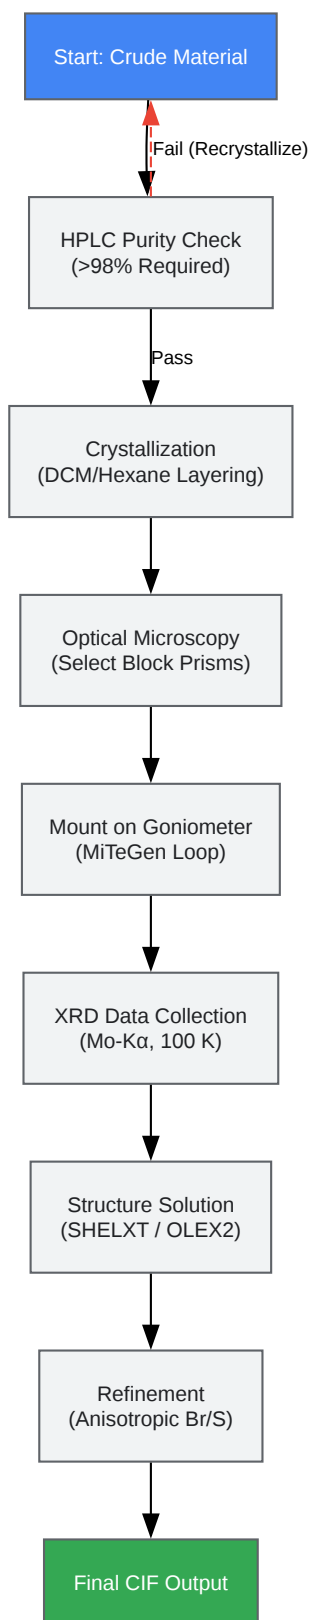 Start: Crude Material
Fail (Recrystallize)
HPLC Purity Check
(>98% Required)
Pass
Crystallization
(DCM/Hexane Layering)
Optical Microscopy
(Select Block Prisms)
Mount on Goniometer
(MiTeGen Loop)
XRD Data Collection
(Mo-Kα, 100 K)
Structure Solution
(SHELXT / OLEX2)
Refinement
(Anisotropic Br/S)
Final CIF Output